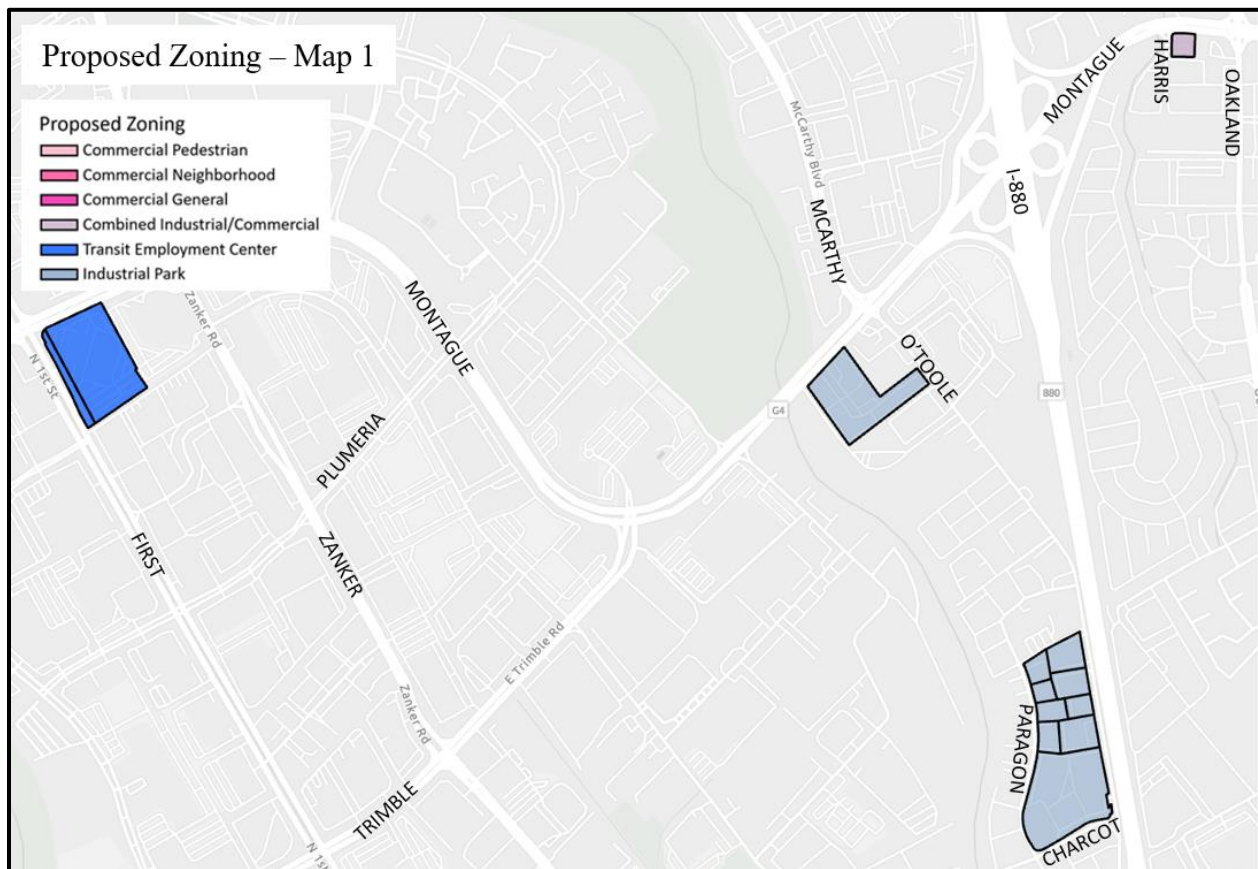 Proposed Zoning – Map 1
Proposed Zoning
Commercial Pedestrian
Commercial Neighborhood
Commercial General
Combined Industrial/Commercial
Transit Employment Center
Industrial Park
MONTAGUE
HARRIS
OAKLAND
McCarthy Blvd
MCARTHY
I-880
Zanker Rd
MONTAGUE
N 1st St
O'TOOLE
880
G4
PLUMERIA
FIRST
ZANKER
E Trimble Rd
Zanker Rd
PARAGON
TRIMBLE
CHARCOT
N 1st